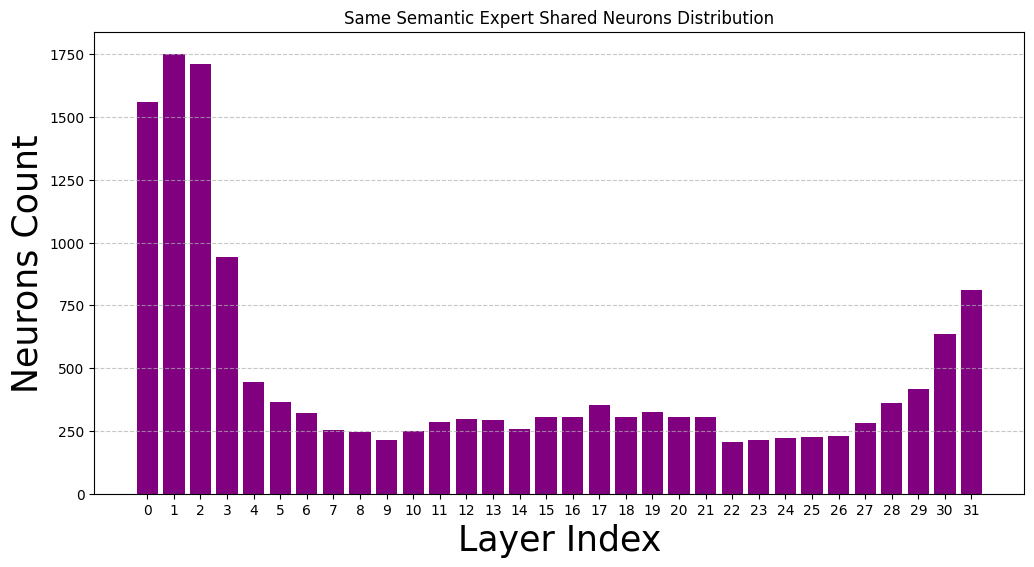 Same Semantic Expert Shared Neurons Distribution
Neurons Count
1750
1500
1250
1000
750
500
250
0
0 1 2 3 4 5 6 7 8 9 10 11 12 13 14 15 16 17 18 19 20 21 22 23 24 25 26 27 28 29 30 31
Layer Index